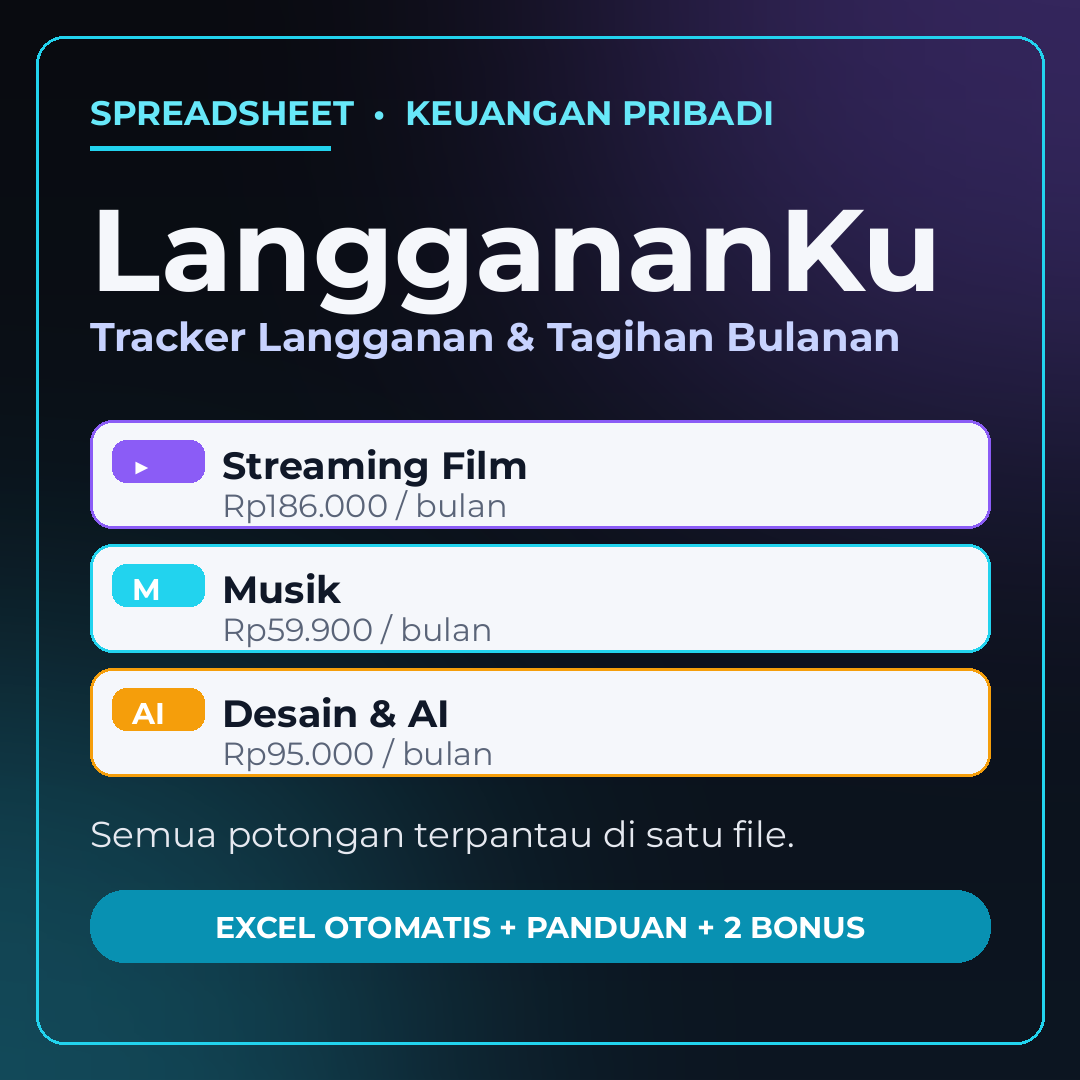 SPREADSHEET • KEUANGAN PRIBADI
LanggananKu
Tracker Langganan & Tagihan Bulanan
► Streaming Film
Rp186.000 / bulan
M Musik
Rp59.900 / bulan
AI Desain & AI
Rp95.000 / bulan
Semua potongan terpantau di satu file.
EXCEL OTOMATIS + PANDUAN + 2 BONUS